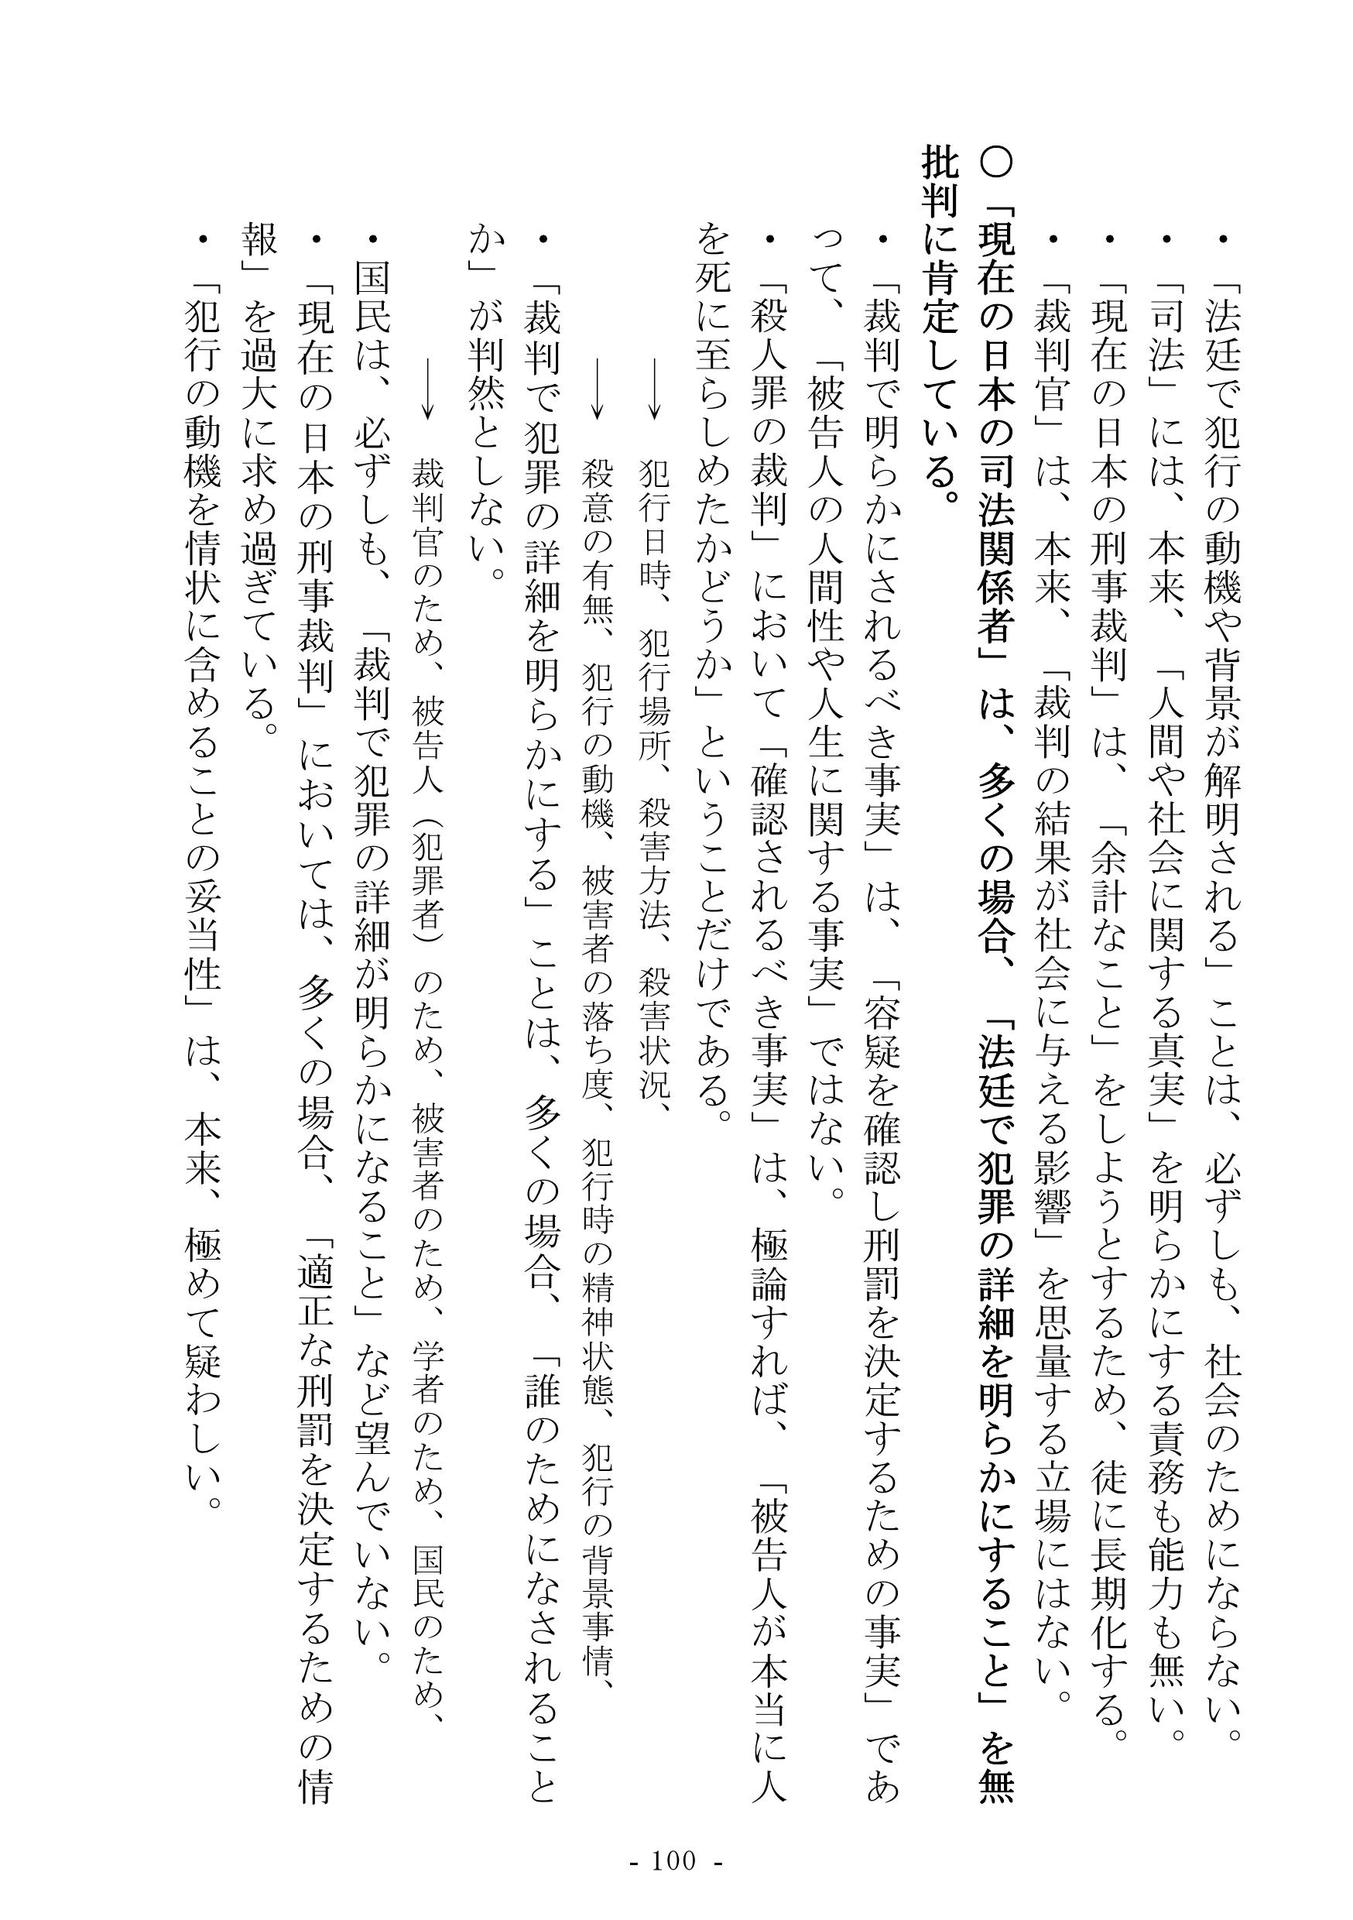 ・「法廷で犯行の動機や背景が解明される」ことは、必ずしも、社会のためにならない。
・「司法」には、本来、「人間や社会に関する真実」を明らかにする責務も能力も無い。
・「現在の日本の刑事裁判」は、「余計なこと」をしようとするため、徒に長期化する。
・「裁判官」は、本来、「裁判の結果が社会に与える影響」を思量する立場にはない。
〇「現在の日本の司法関係者」は、多くの場合、「法廷で犯罪の詳細を明らかにすること」を無
批判に肯定している。
・「裁判で明らかにされるべき事実」は、「容疑を確認し刑罰を決定するための事実」であ
って、「被告人の人間性や人生に関する事実」ではない。
・「殺人罪の裁判」において「確認されるべき事実」は、極論すれば、「被告人が本当に人
を死に至らしめたかどうか」ということだけである。
→ 犯行日時、犯行場所、殺害方法、殺害状況、
→ 殺意の有無、犯行の動機、被害者の落ち度、犯行時の精神状態、犯行の背景事情、
・「裁判で犯罪の詳細を明らかにする」ことは、多くの場合、「誰のためになされること
か」が判然としない。
→ 裁判官のため、被告人（犯罪者）のため、被害者のため、学者のため、国民のため、
・国民は、必ずしも、「裁判で犯罪の詳細が明らかになること」など望んでいない。
・「現在の日本の刑事裁判」においては、多くの場合、「適正な刑罰を決定するための情
報」を過大に求め過ぎている。
・「犯行の動機を情状に含めることの妥当性」は、本来、極めて疑わしい。
- 100 -